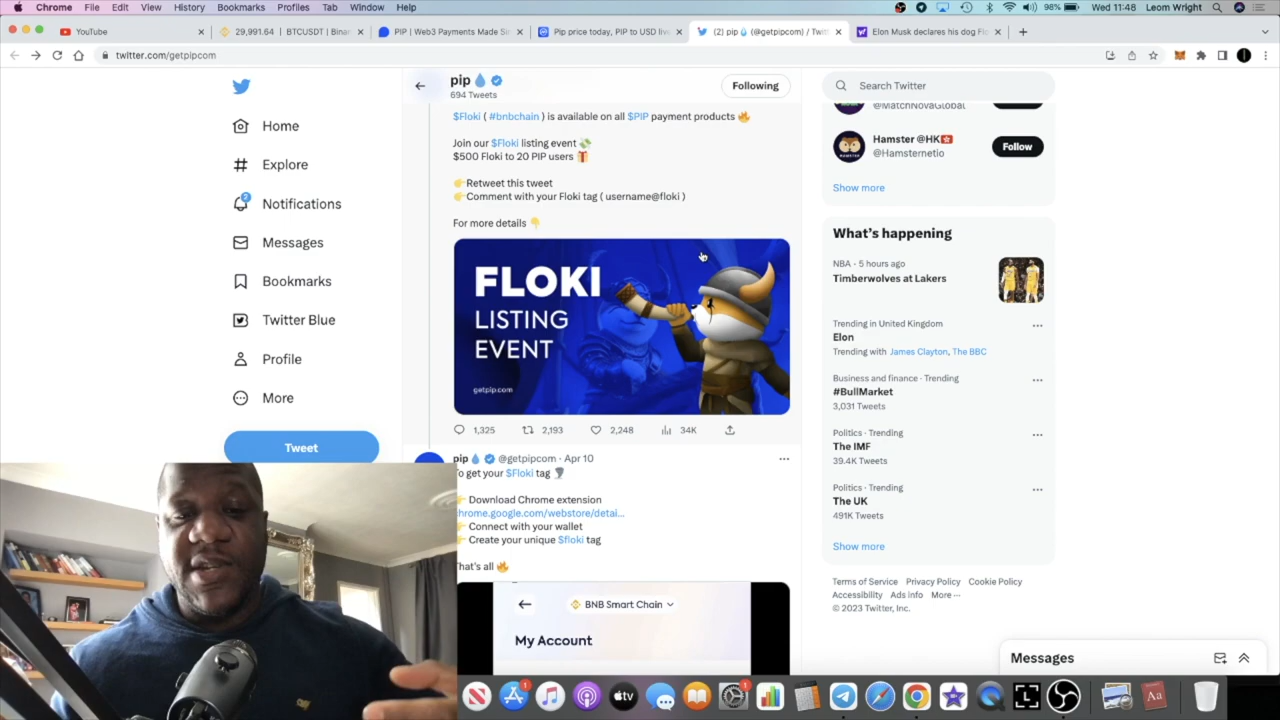 Chrome File Edit View History Bookmarks Profiles Tab Window Help 98% Wed 11:48 Leom Wright
YouTube 29,991.64 | BTCUSDT | Binan PIP | Web3 Payments Made Sim Pip price today, PIP to USD live (2) pip (@getpipcom) / Twitt Elon Musk declares his dog Flo
twitter.com/getpipcom
pip
694 Tweets
Following
Search Twitter
Home
Explore
Notifications
2
Messages
Bookmarks
Twitter Blue
Profile
More
Tweet
$Floki ( #bnbchain ) is available on all $PIP payment products 🔥
Join our $Floki listing event 💸
$500 Floki to 20 PIP users 🎁
👉Retweet this tweet
👉Comment with your Floki tag ( username@floki )
For more details 👇
FLOKI
LISTING
EVENT
getpip.com
1,325 2,193 2,248 34K
pip @getpipcom · Apr 10
To get your $Floki tag
👉 Download Chrome extension
chrome.google.com/webstore/detai...
👉 Connect with your wallet
👉 Create your unique $floki tag
That's all 🔥
BNB Smart Chain
My Account
@MatchNovaGlobal
Hamster @HK🇭🇰
@Hamsternetio
Follow
Show more
What's happening
NBA · 5 hours ago
Timberwolves at Lakers
Trending in United Kingdom
Elon
Trending with James Clayton, The BBC
Business and finance · Trending
#BullMarket
3,031 Tweets
Politics · Trending
The IMF
39.4K Tweets
Politics · Trending
The UK
491K Tweets
Show more
Terms of Service Privacy Policy Cookie Policy
Accessibility Ads info More ···
© 2023 Twitter, Inc.
Messages